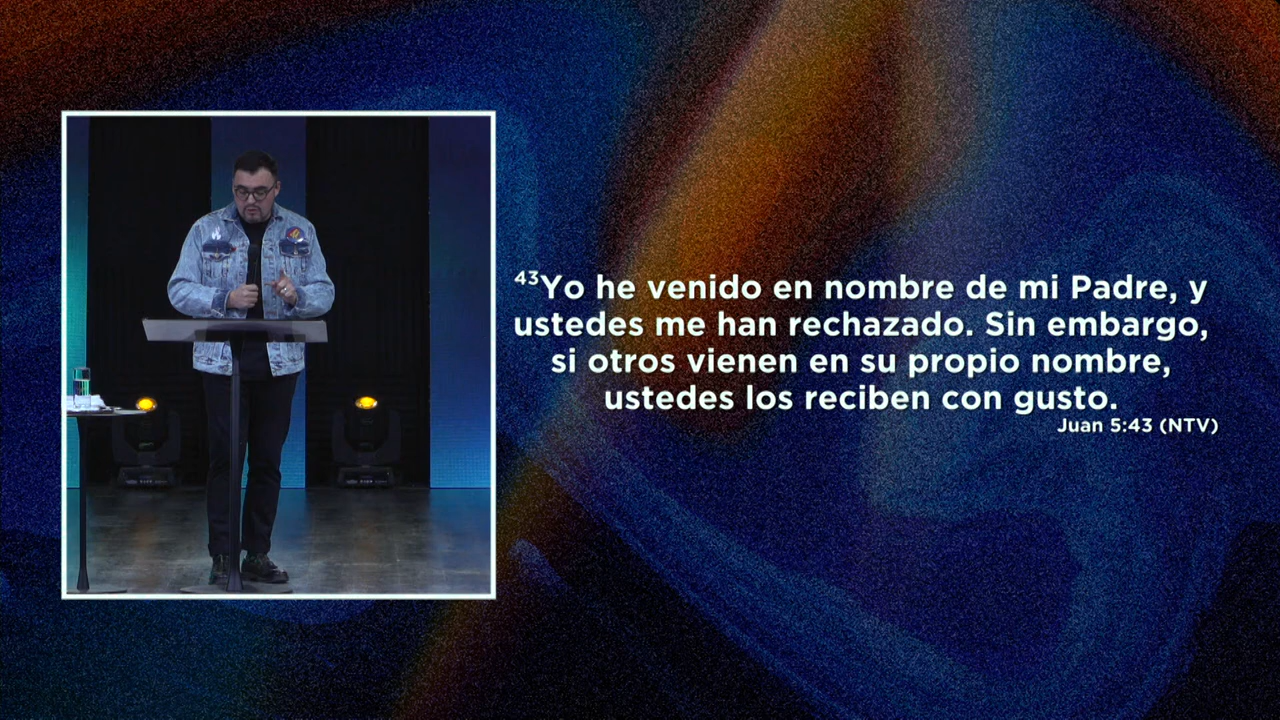 ⁴³Yo he venido en nombre de mi Padre, y
ustedes me han rechazado. Sin embargo,
si otros vienen en su propio nombre,
ustedes los reciben con gusto.
Juan 5:43 (NTV)